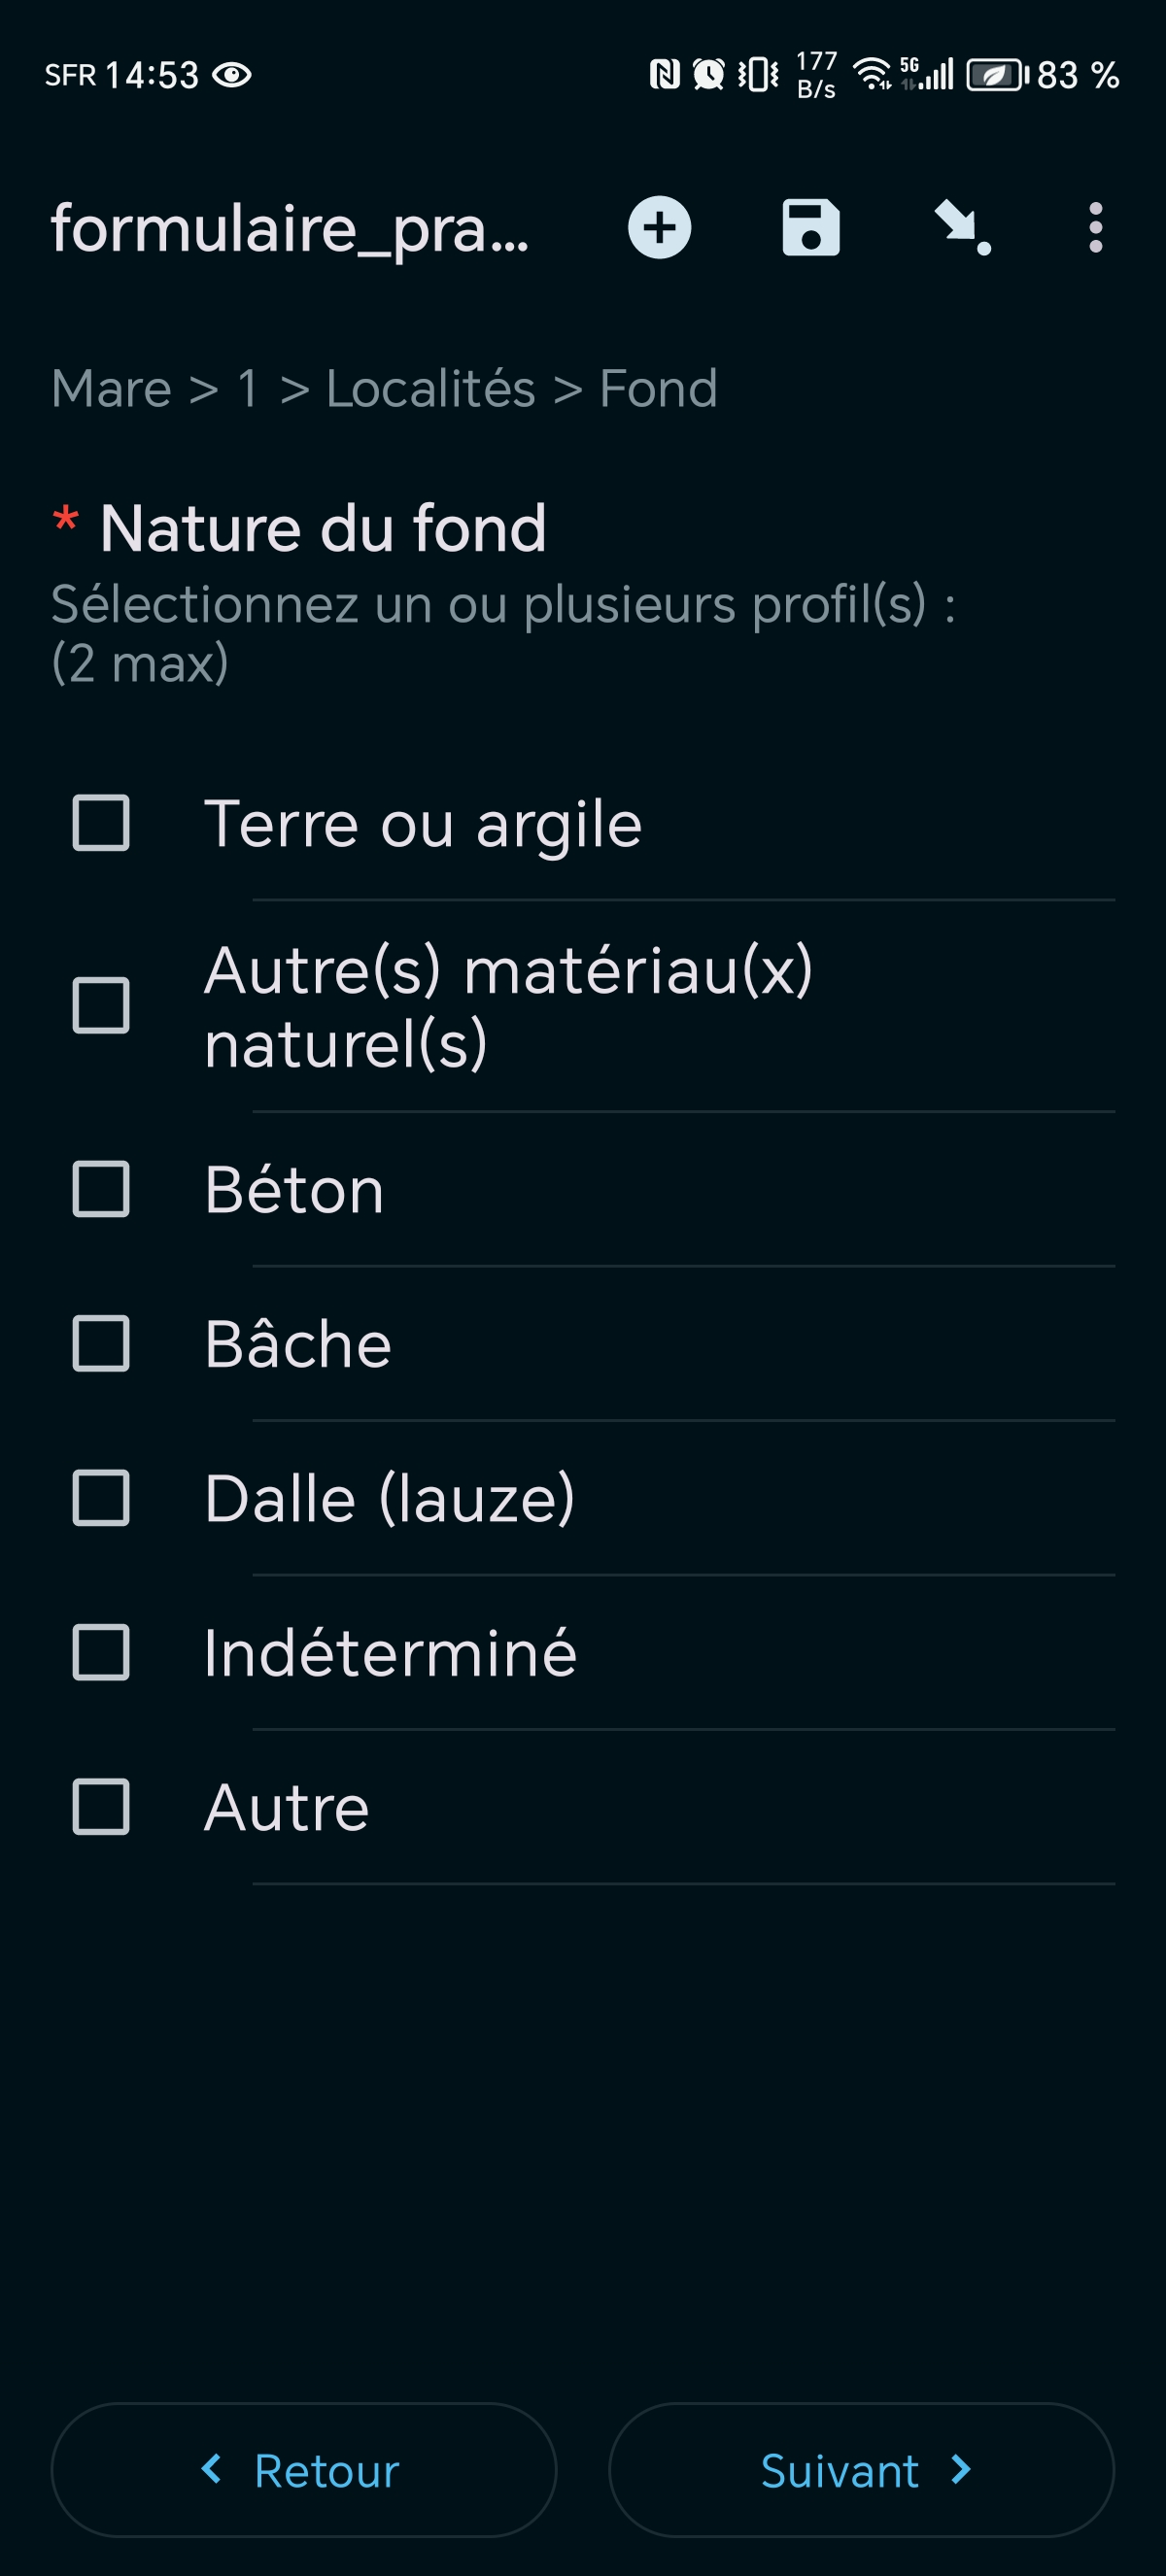 SFR 14:53 177 B/s 5G 83 %
formulaire_pra...
Mare > 1 > Localités > Fond
* Nature du fond
Sélectionnez un ou plusieurs profil(s) :
(2 max)
Terre ou argile
Autre(s) matériau(x)
naturel(s)
Béton
Bâche
Dalle (lauze)
Indéterminé
Autre
Retour
Suivant